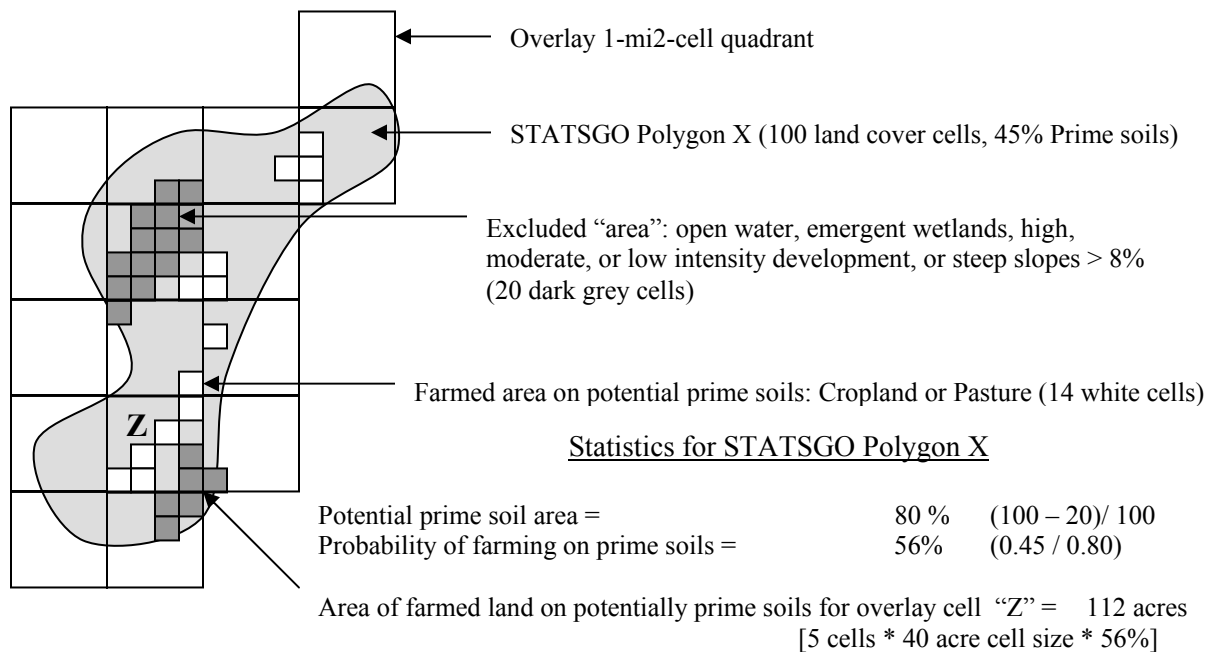 Overlay 1-mi2-cell quadrant
STATSGO Polygon X (100 land cover cells, 45% Prime soils)
Excluded “area”: open water, emergent wetlands, high,
moderate, or low intensity development, or steep slopes > 8%
(20 dark grey cells)
Farmed area on potential prime soils: Cropland or Pasture (14 white cells)
Z
Statistics for STATSGO Polygon X
Potential prime soil area = 80 % (100 – 20)/ 100
Probability of farming on prime soils = 56% (0.45 / 0.80)
Area of farmed land on potentially prime soils for overlay cell “Z” = 112 acres
[5 cells * 40 acre cell size * 56%]